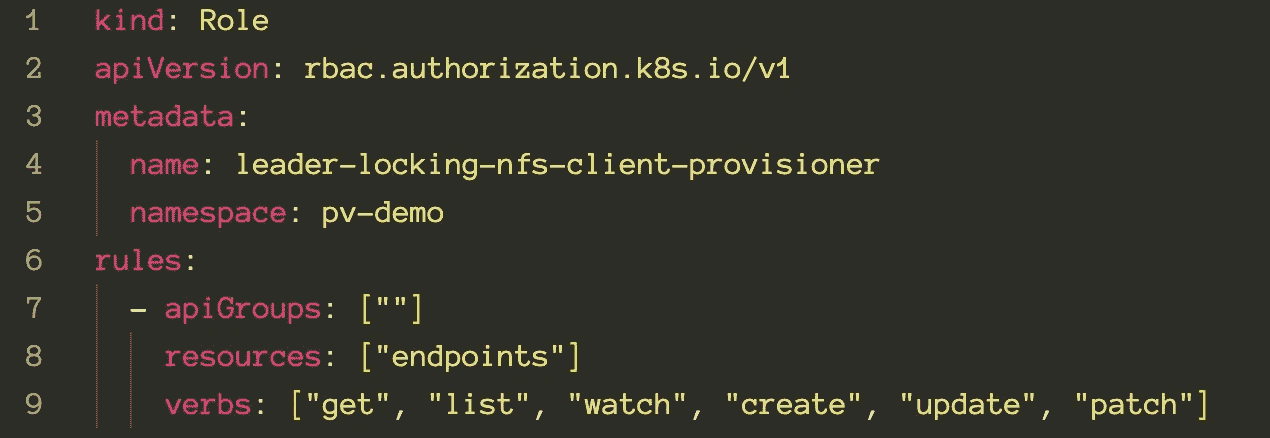 1 kind: Role
2 apiVersion: rbac.authorization.k8s.io/v1
3 metadata:
4 name: leader-locking-nfs-client-provisioner
5 namespace: pv-demo
6 rules:
7 - apiGroups: [""]
8 resources: ["endpoints"]
9 verbs: ["get", "list", "watch", "create", "update", "patch"]